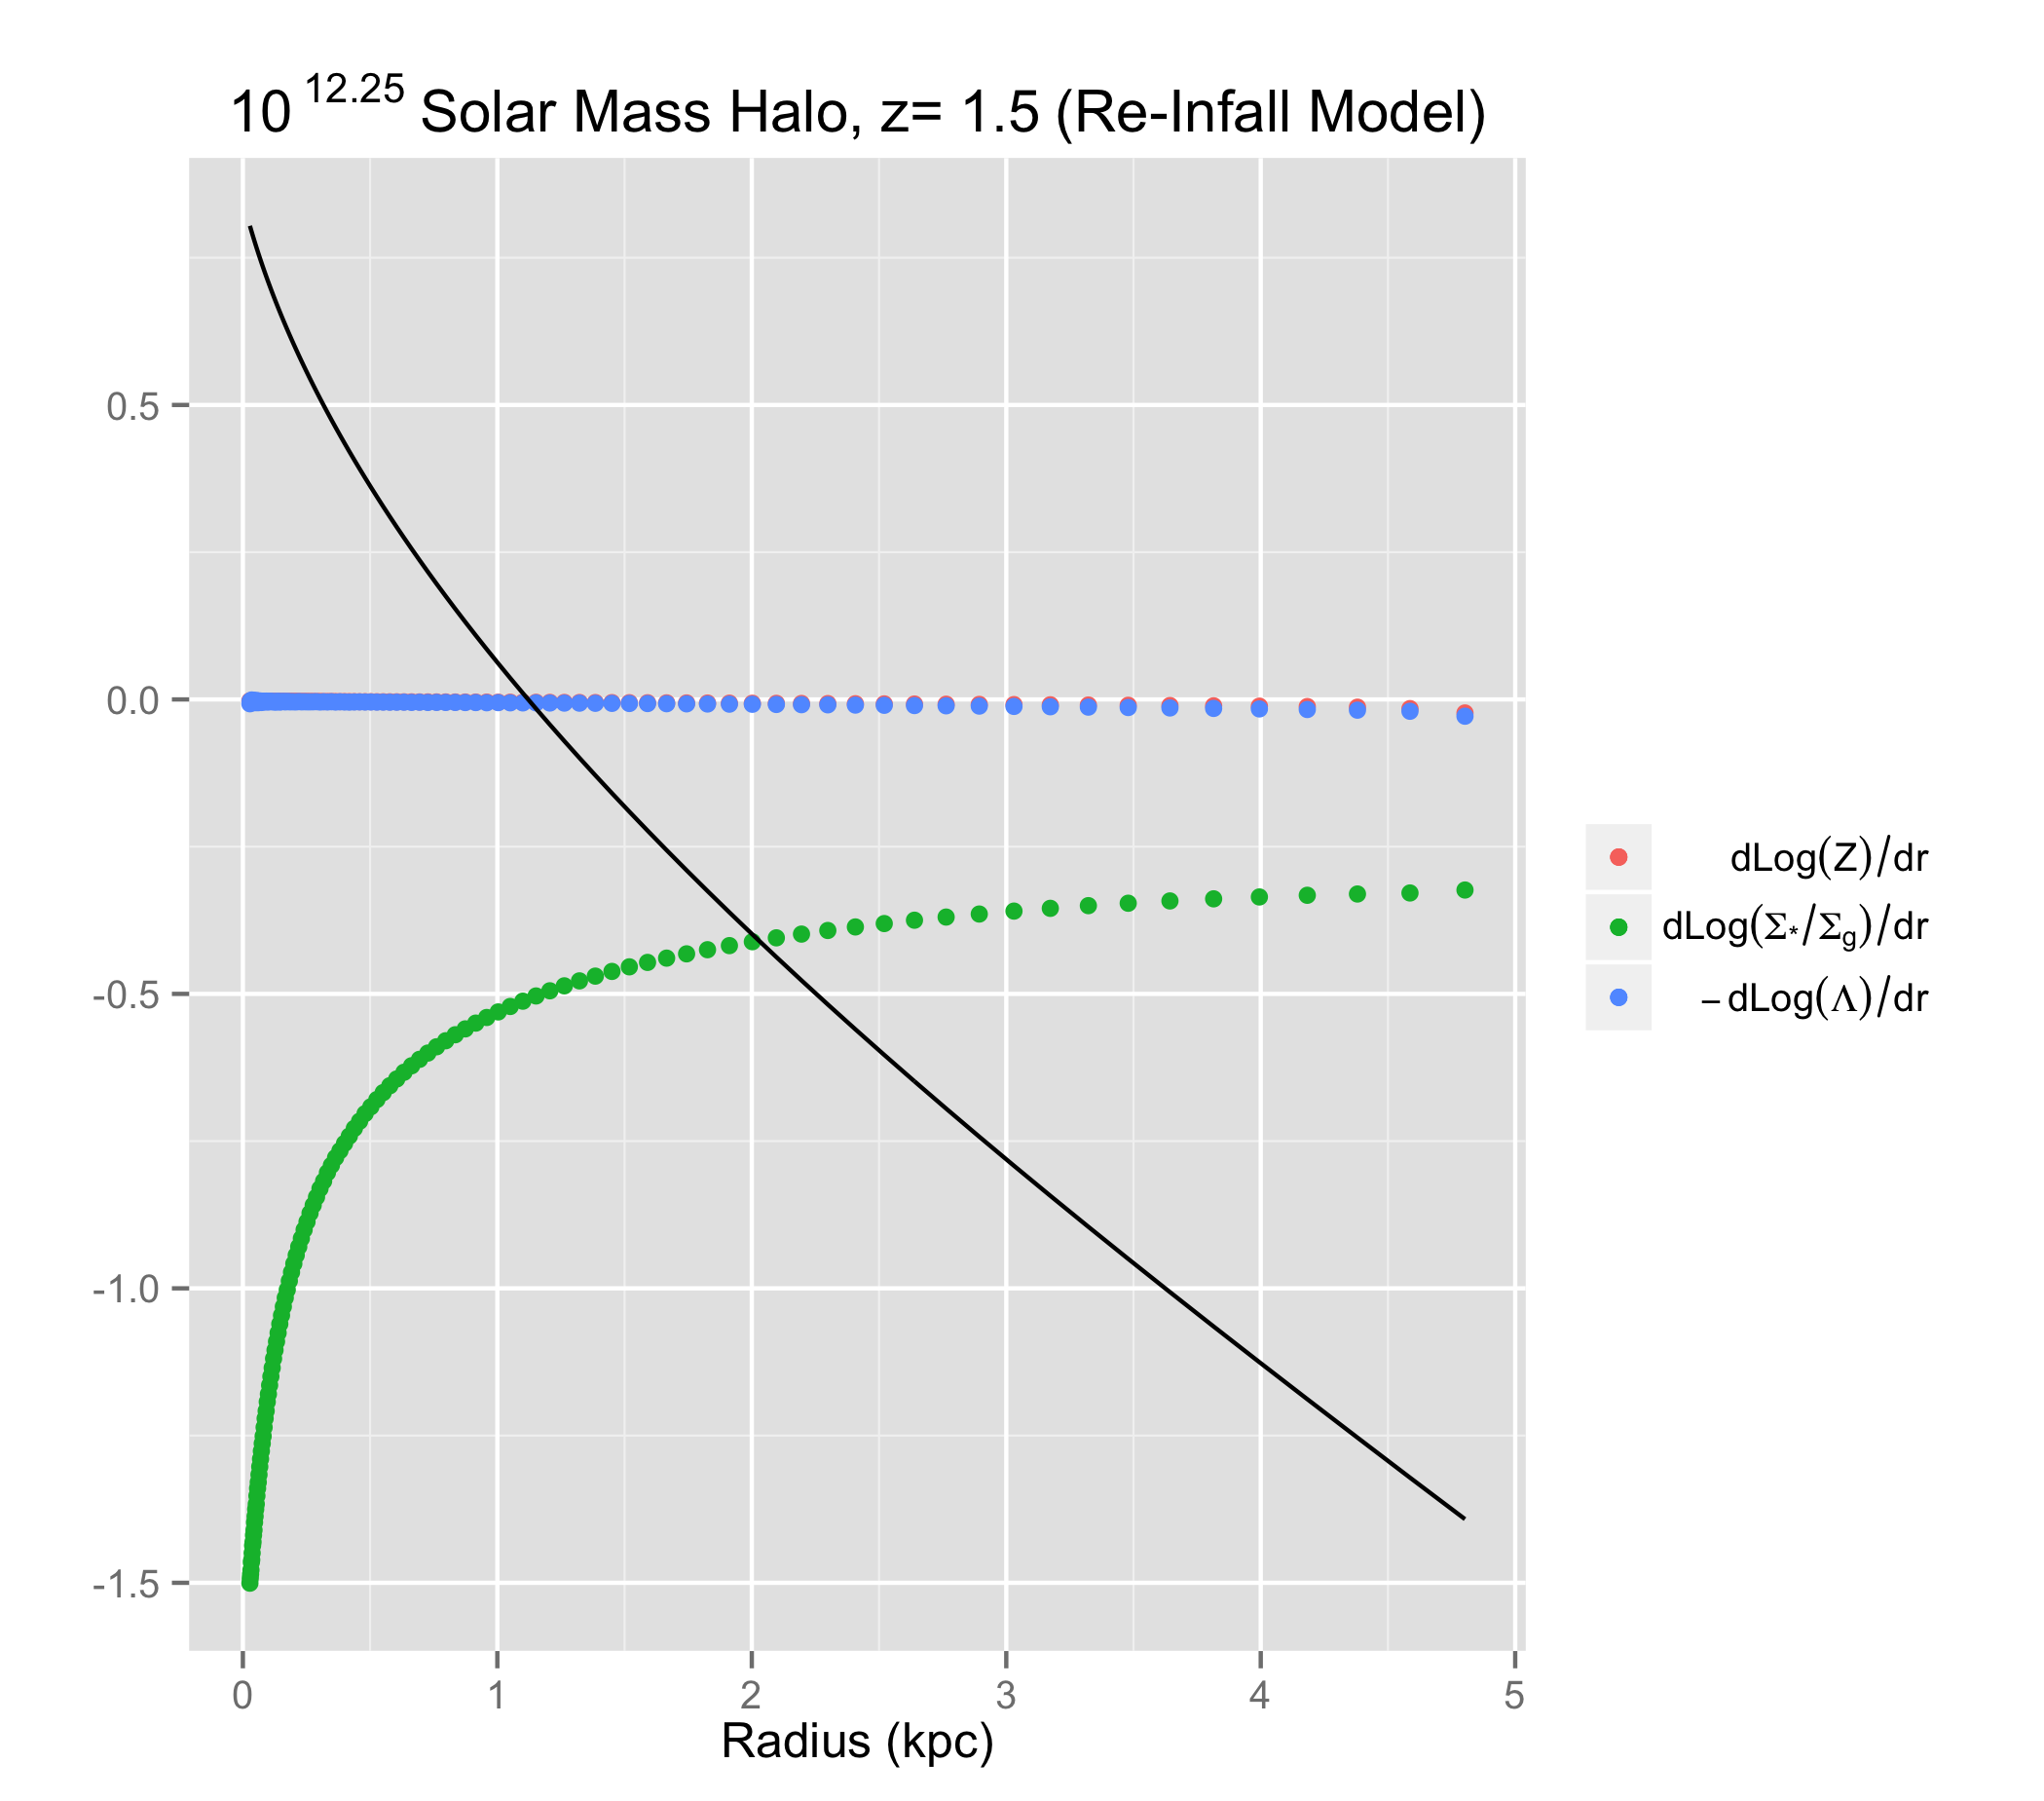 10^12.25 Solar Mass Halo, z= 1.5 (Re-Infall Model)
0.5
0.0
-0.5
-1.0
-1.5
0 1 2 3 4 5
Radius (kpc)
dLog(Z)/dr
dLog(Σ*/Σg)/dr
−dLog(Λ)/dr